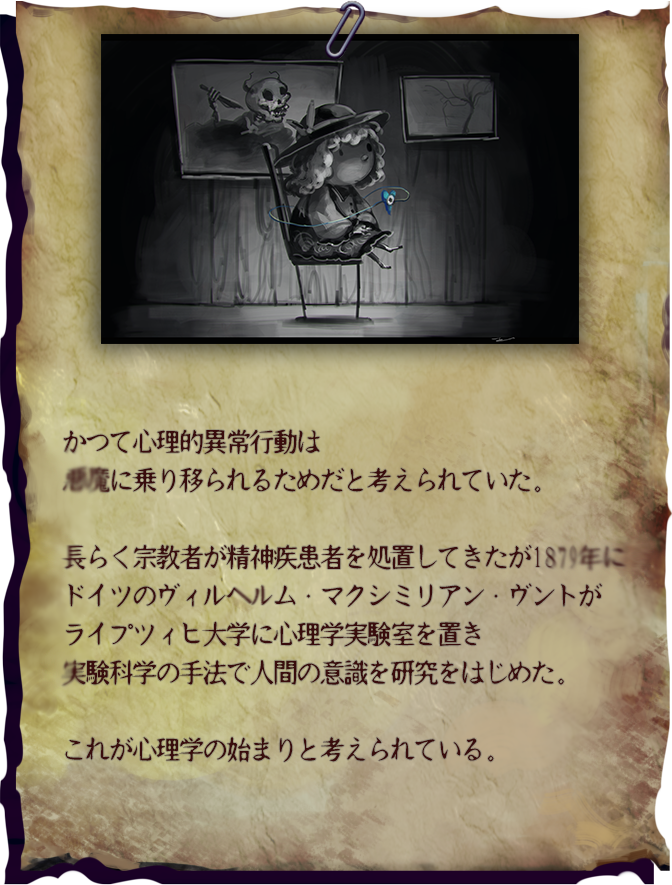 かつて心理的異常行動は
悪魔に乗り移られるためだと考えられていた。
長らく宗教者が精神疾患者を処置してきたが1879年に
ドイツのヴィルヘルム・マクシミリアン・ヴントが
ライプツィヒ大学に心理学実験室を置き
実験科学の手法で人間の意識を研究をはじめた。
これが心理学の始まりと考えられている。